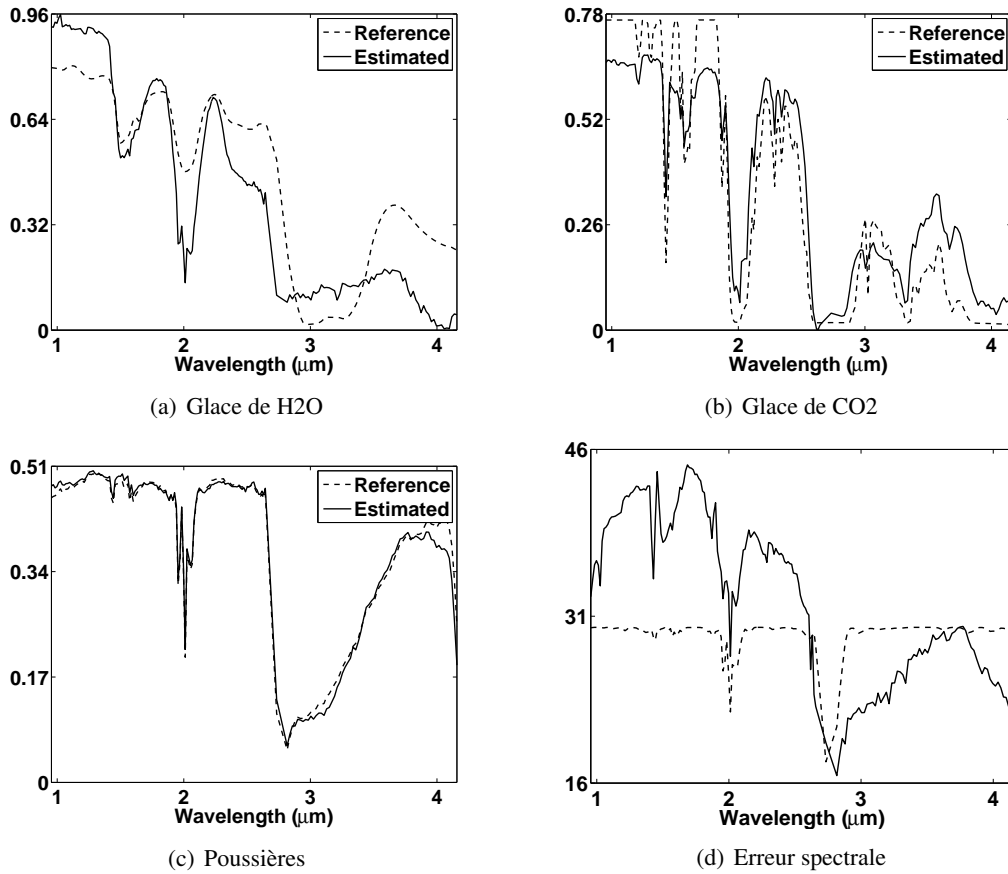 0.96
0.64
0.32
0
1
2
3
4
Wavelength (μm)
Reference
Estimated
(a) Glace de H2O
0.78
0.52
0.26
0
1
2
3
4
Wavelength (μm)
Reference
Estimated
(b) Glace de CO2
0.51
0.34
0.17
0
1
2
3
4
Wavelength (μm)
Reference
Estimated
(c) Poussières
46
31
16
1
2
3
4
Wavelength (μm)
(d) Erreur spectrale